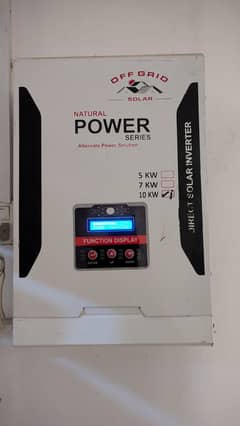 OFF GRID
SOLAR
NATURAL
POWER
SERIES
Alternate Power Solution
5 KW
7 KW
10 KW
DIRECT SOLAR INVERTER
FUNCTION DISPLAY